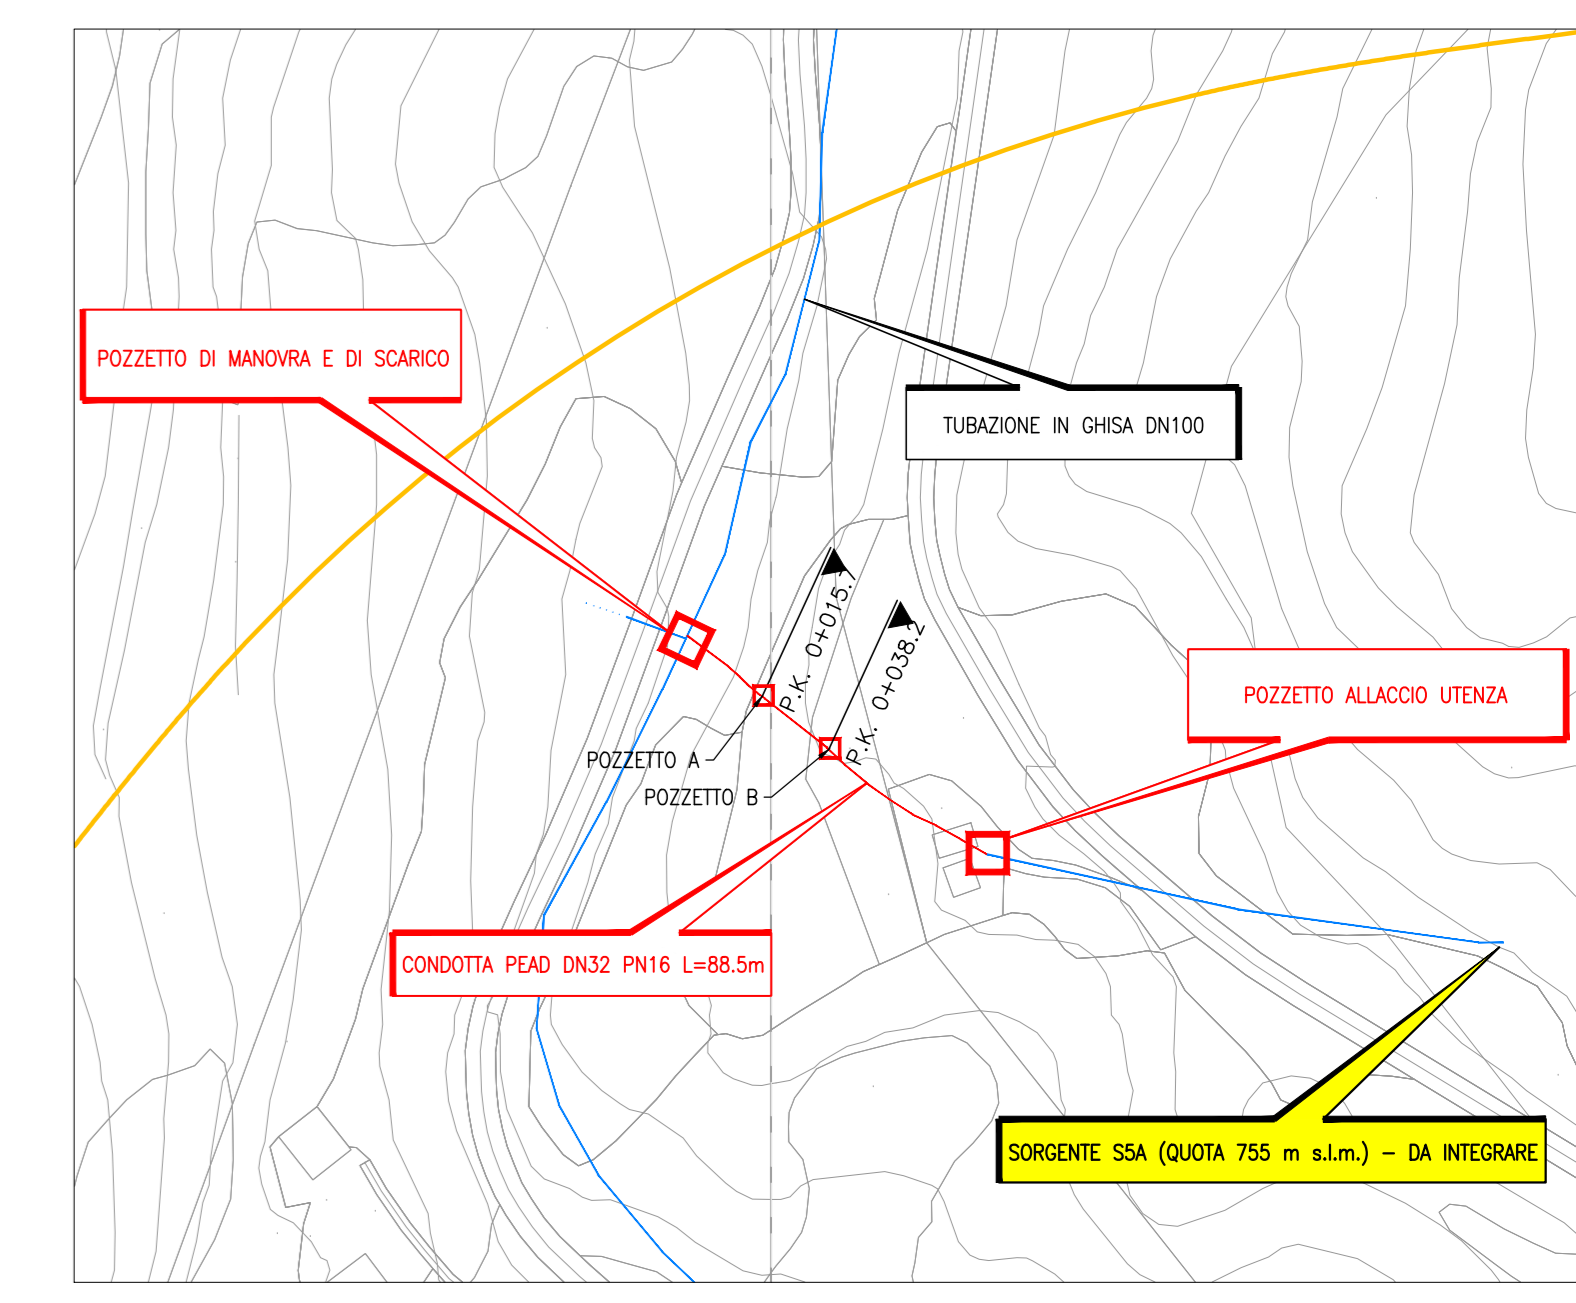 POZZETTO DI MANOVRA E DI SCARICO
TUBAZIONE IN GHISA DN100
P.K. 0+015.7
P.K. 0+038.2
POZZETTO ALLACCIO UTENZA
POZZETTO A
POZZETTO B
CONDOTTA PEAD DN32 PN16 L=88.5m
SORGENTE S5A (QUOTA 755 m s.l.m.) – DA INTEGRARE